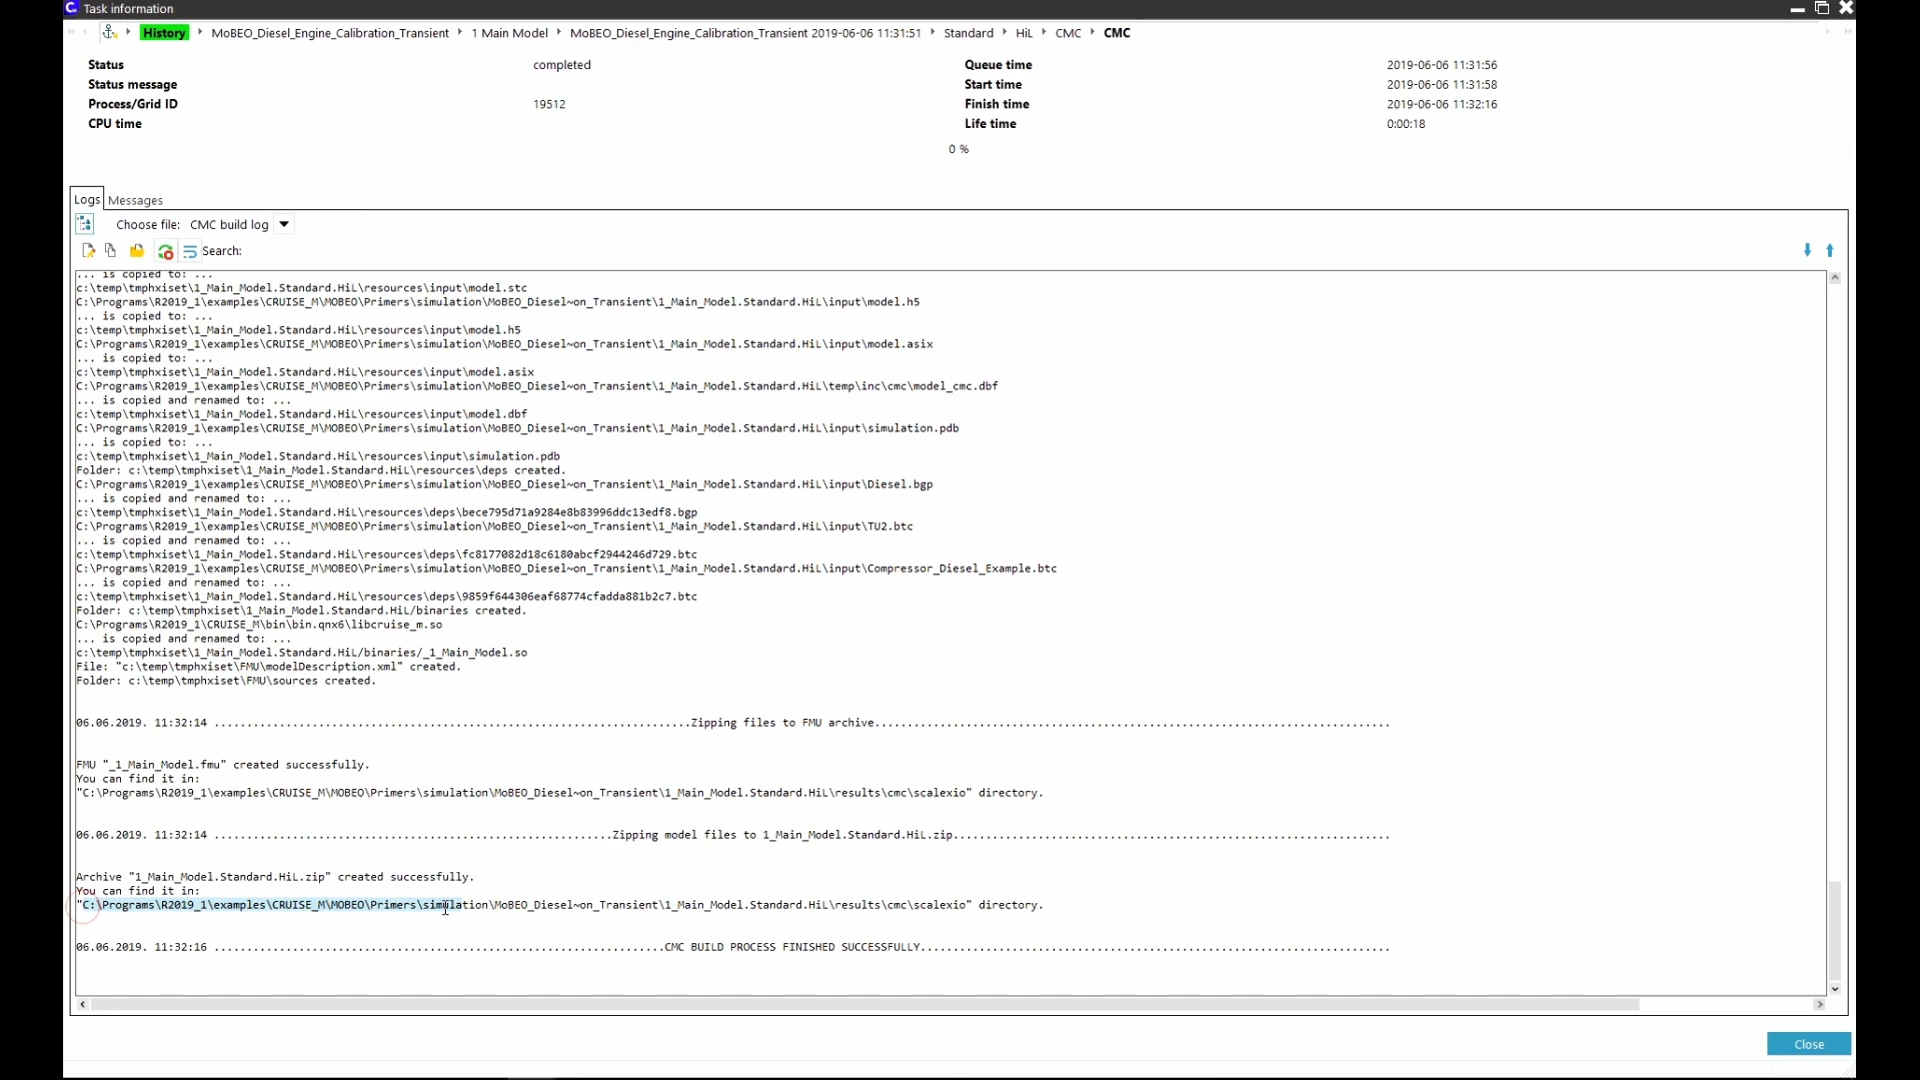 Task information
History MoBEO_Diesel_Engine_Calibration_Transient 1 Main Model MoBEO_Diesel_Engine_Calibration_Transient 2019-06-06 11:31:51 Standard HiL CMC CMC
Status completed Queue time 2019-06-06 11:31:56
Status message Start time 2019-06-06 11:31:58
Process/Grid ID 19512 Finish time 2019-06-06 11:32:16
CPU time Life time 0:00:18
0 %
Logs Messages
Choose file: CMC build log
Search:
... is copied to: ...
c:\temp\tmphxiset\1_Main_Model.Standard.HiL\resources\input\model.stc
C:\Programs\R2019_1\examples\CRUISE_M\MOBEO\Primers\simulation\MoBEO_Diesel~on_Transient\1_Main_Model.Standard.HiL\input\model.h5
... is copied to: ...
c:\temp\tmphxiset\1_Main_Model.Standard.HiL\resources\input\model.h5
C:\Programs\R2019_1\examples\CRUISE_M\MOBEO\Primers\simulation\MoBEO_Diesel~on_Transient\1_Main_Model.Standard.HiL\input\model.asix
... is copied to: ...
c:\temp\tmphxiset\1_Main_Model.Standard.HiL\resources\input\model.asix
C:\Programs\R2019_1\examples\CRUISE_M\MOBEO\Primers\simulation\MoBEO_Diesel~on_Transient\1_Main_Model.Standard.HiL\temp\inc\cmc\model_cmc.dbf
... is copied and renamed to: ...
c:\temp\tmphxiset\1_Main_Model.Standard.HiL\resources\input\model.dbf
C:\Programs\R2019_1\examples\CRUISE_M\MOBEO\Primers\simulation\MoBEO_Diesel~on_Transient\1_Main_Model.Standard.HiL\input\simulation.pdb
... is copied to: ...
c:\temp\tmphxiset\1_Main_Model.Standard.HiL\resources\input\simulation.pdb
Folder: c:\temp\tmphxiset\1_Main_Model.Standard.HiL\resources\deps created.
C:\Programs\R2019_1\examples\CRUISE_M\MOBEO\Primers\simulation\MoBEO_Diesel~on_Transient\1_Main_Model.Standard.HiL\input\Diesel.bgp
... is copied and renamed to: ...
c:\temp\tmphxiset\1_Main_Model.Standard.HiL\resources\deps\bece795d71a9284e8b83996ddc13edf8.bgp
C:\Programs\R2019_1\examples\CRUISE_M\MOBEO\Primers\simulation\MoBEO_Diesel~on_Transient\1_Main_Model.Standard.HiL\input\TU2.btc
... is copied and renamed to: ...
c:\temp\tmphxiset\1_Main_Model.Standard.HiL\resources\deps\fc8177082d18c6180abcf2944246d729.btc
C:\Programs\R2019_1\examples\CRUISE_M\MOBEO\Primers\simulation\MoBEO_Diesel~on_Transient\1_Main_Model.Standard.HiL\input\Compressor_Diesel_Example.btc
... is copied and renamed to: ...
c:\temp\tmphxiset\1_Main_Model.Standard.HiL\resources\deps\9859f644306eaf68774cfadda881b2c7.btc
Folder: c:\temp\tmphxiset\1_Main_Model.Standard.HiL/binaries created.
C:\Programs\R2019_1\CRUISE_M\bin\bin.qnx6\libcruise_m.so
... is copied and renamed to: ...
c:\temp\tmphxiset\1_Main_Model.Standard.HiL/binaries/_1_Main_Model.so
File: "c:\temp\tmphxiset\FMU\modelDescription.xml" created.
Folder: c:\temp\tmphxiset\FMU\sources created.
06.06.2019. 11:32:14 .........................................................................Zipping files to FMU archive...............................................................................
FMU "_1_Main_Model.fmu" created successfully.
You can find it in:
"C:\Programs\R2019_1\examples\CRUISE_M\MOBEO\Primers\simulation\MoBEO_Diesel~on_Transient\1_Main_Model.Standard.HiL\results\cmc\scalexio" directory.
06.06.2019. 11:32:14 .............................................................Zipping model files to 1_Main_Model.Standard.HiL.zip...................................................................
Archive "1_Main_Model.Standard.HiL.zip" created successfully.
You can find it in:
"C:\Programs\R2019_1\examples\CRUISE_M\MOBEO\Primers\simulation\MoBEO_Diesel~on_Transient\1_Main_Model.Standard.HiL\results\cmc\scalexio" directory.
06.06.2019. 11:32:16 .....................................................................CMC BUILD PROCESS FINISHED SUCCESSFULLY........................................................................
Close